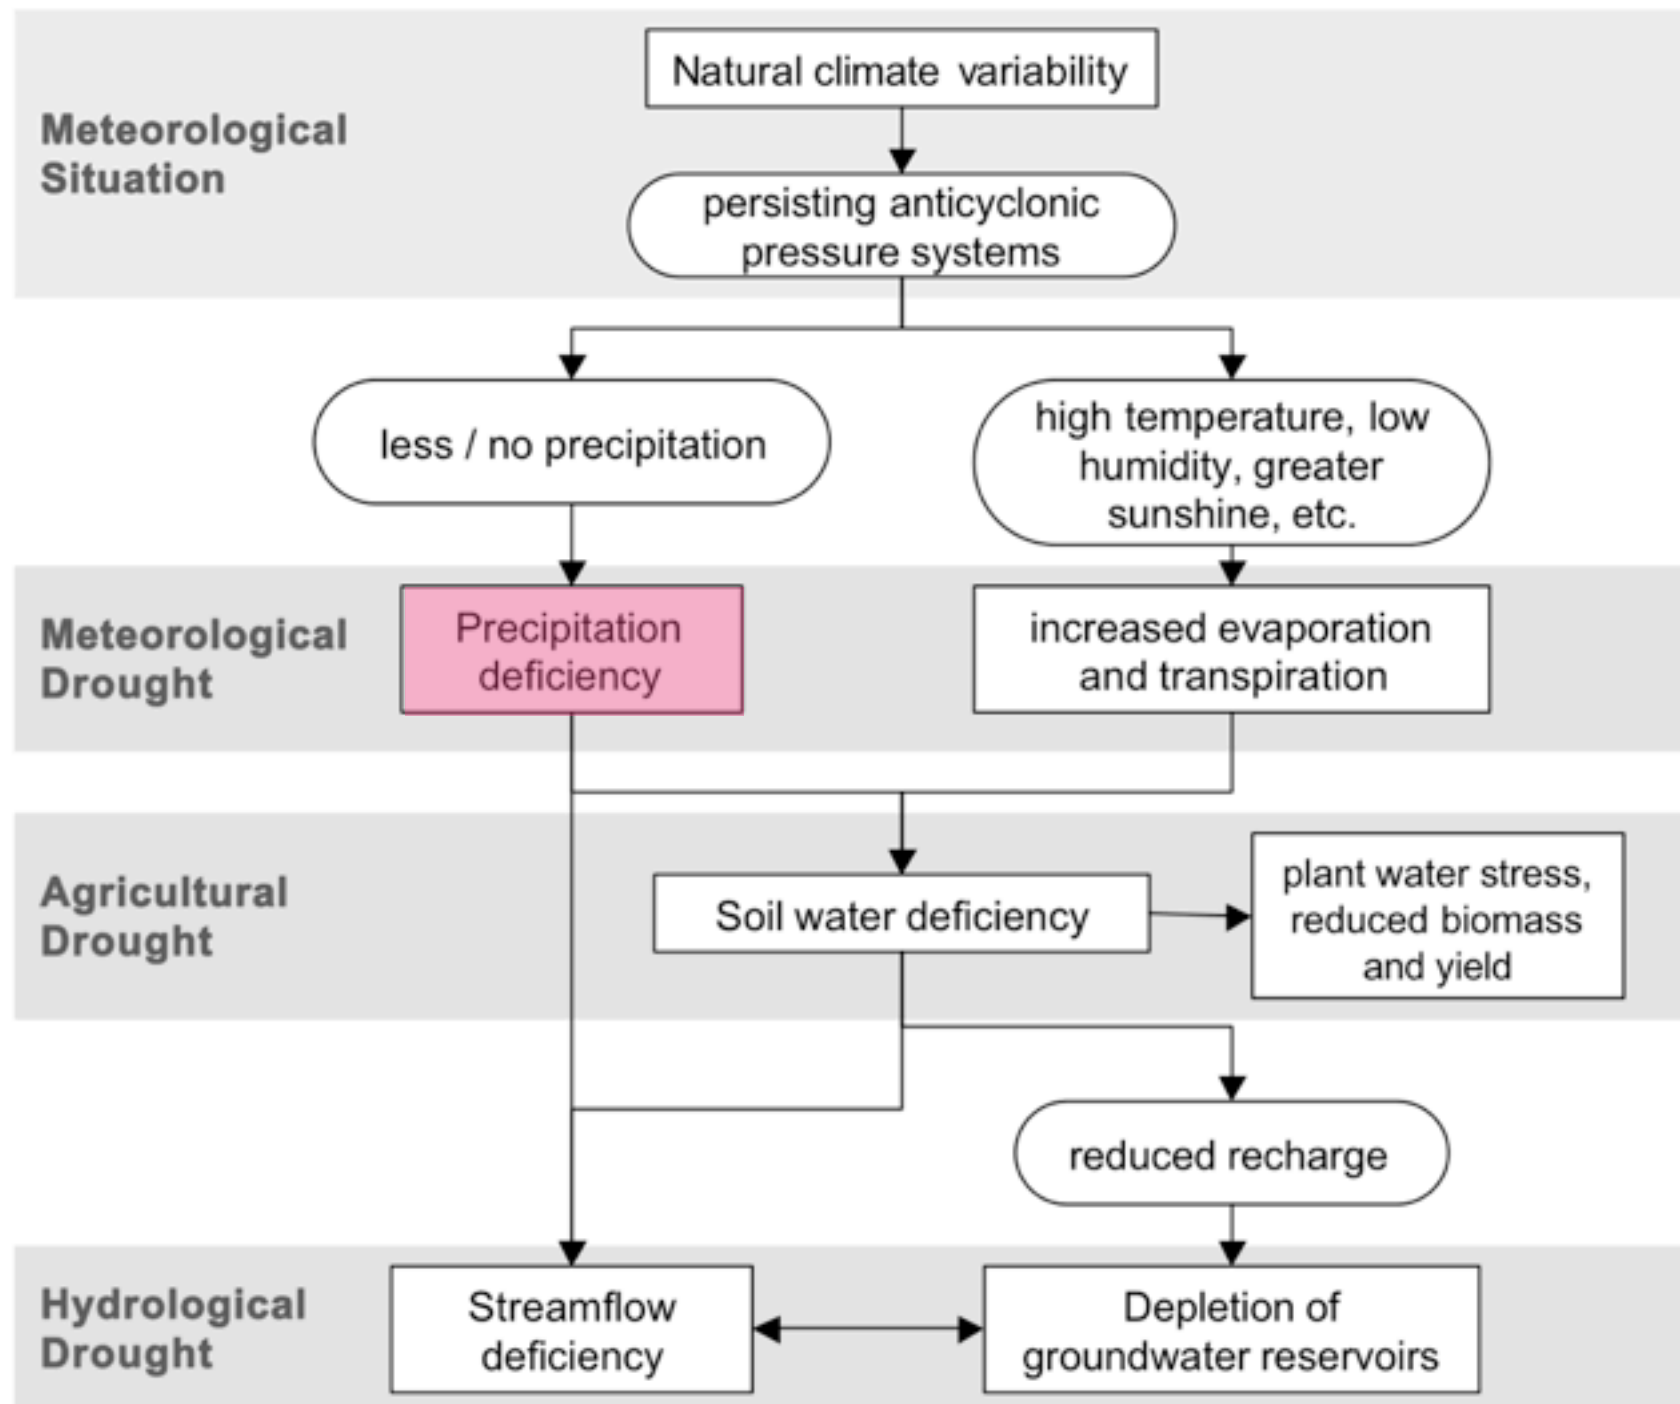 Natural climate variability
Meteorological
Situation
persisting anticyclonic
pressure systems
less / no precipitation
high temperature, low
humidity, greater
sunshine, etc.
Meteorological
Drought
Precipitation
deficiency
increased evaporation
and transpiration
Agricultural
Drought
Soil water deficiency
plant water stress,
reduced biomass
and yield
reduced recharge
Hydrological
Drought
Streamflow
deficiency
Depletion of
groundwater reservoirs